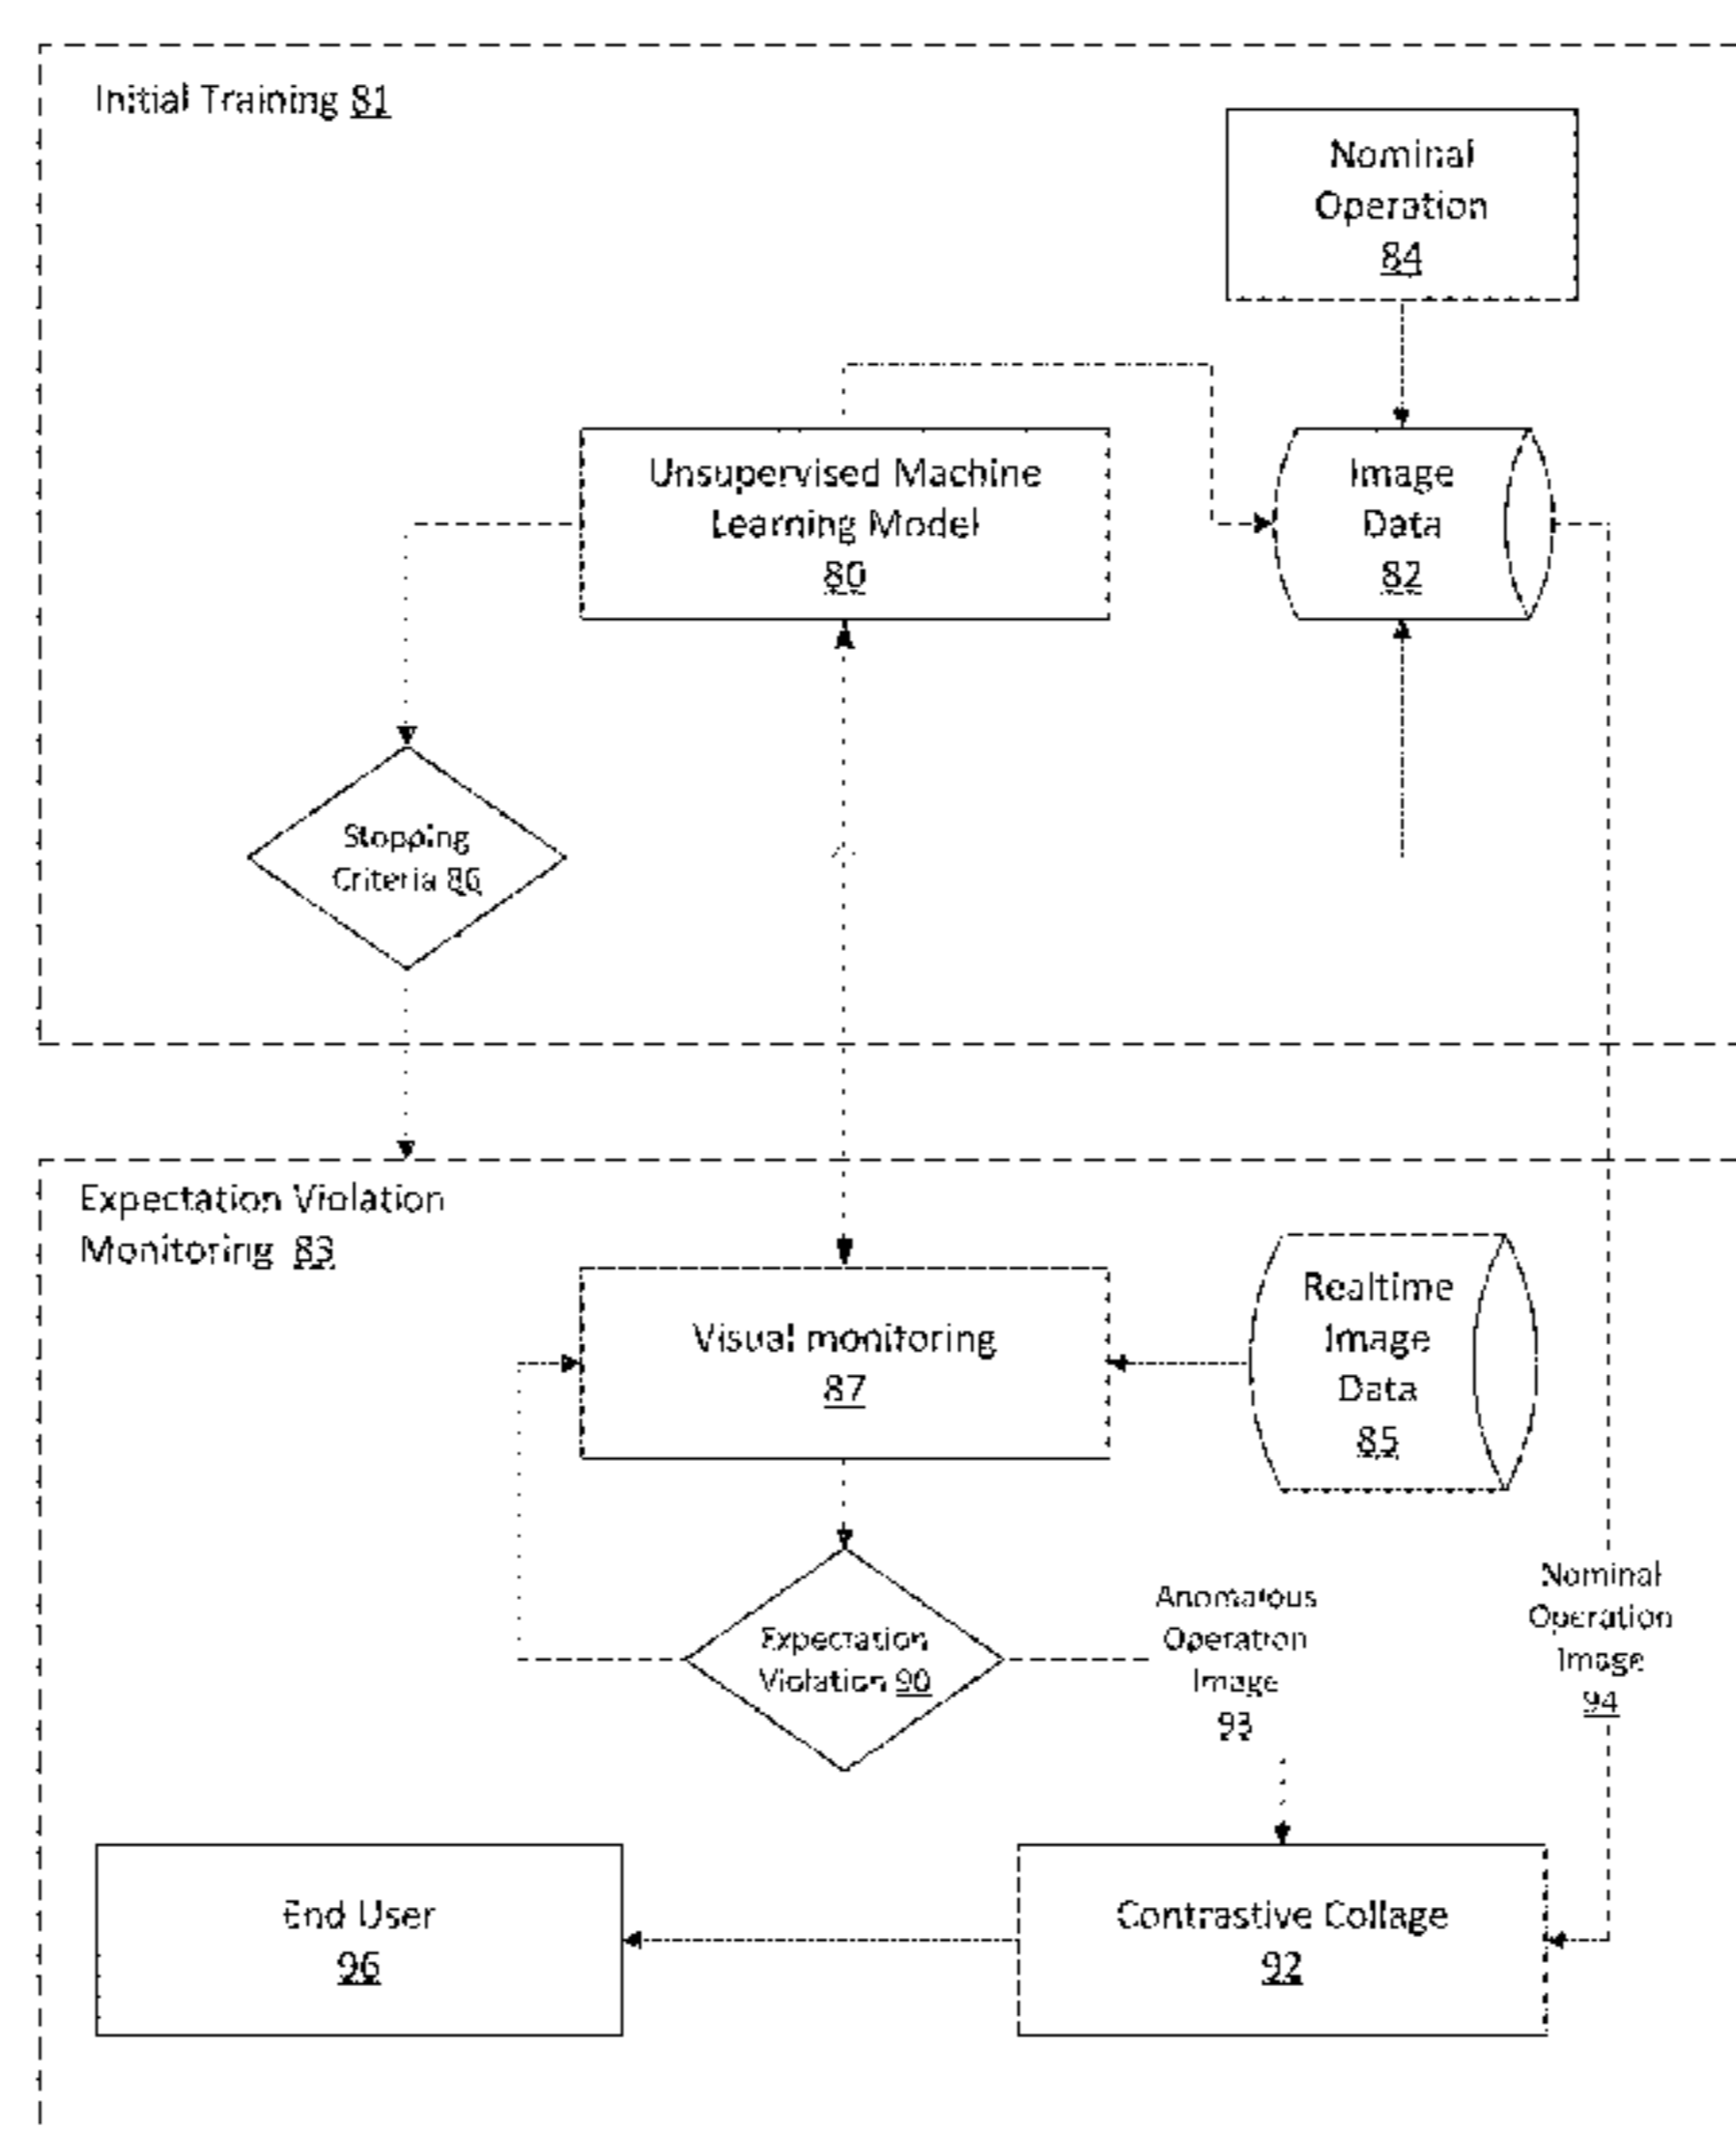 Initial Training 81
Nominal
Operation
84
Unsupervised Machine
Learning Model
80
Image
Data
82
Stopping
Criteria 86
Expectation Violation
Monitoring 83
Visual monitoring
87
Realtime
Image
Data
85
Expectation
Violation 90
Anomalous
Operation
Image
93
Nominal
Operation
Image
94
End User
96
Contrastive Collage
92